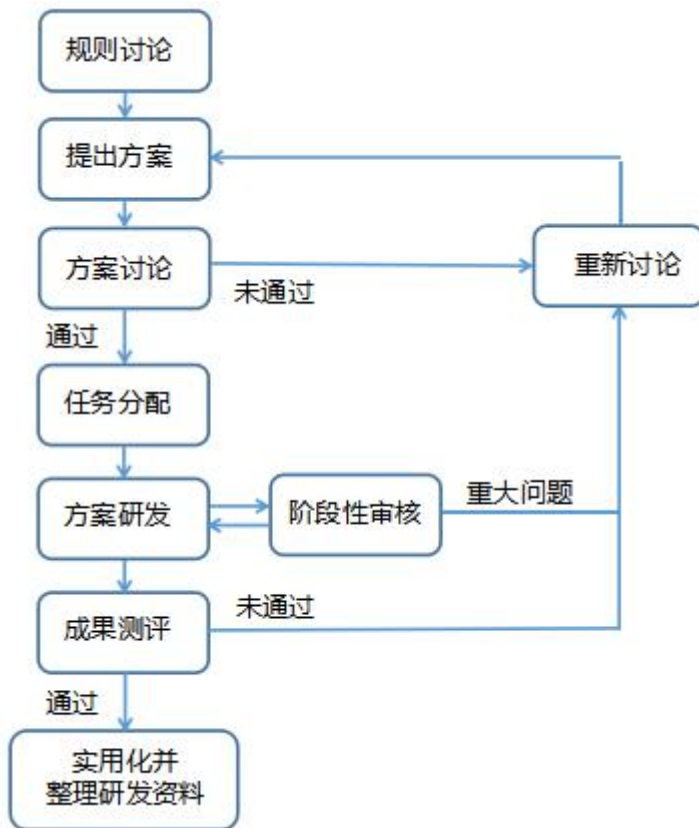 规则讨论
提出方案
方案讨论
未通过
重新讨论
通过
任务分配
方案研发
阶段性审核
重大问题
成果测评
未通过
通过
实用化并
整理研发资料